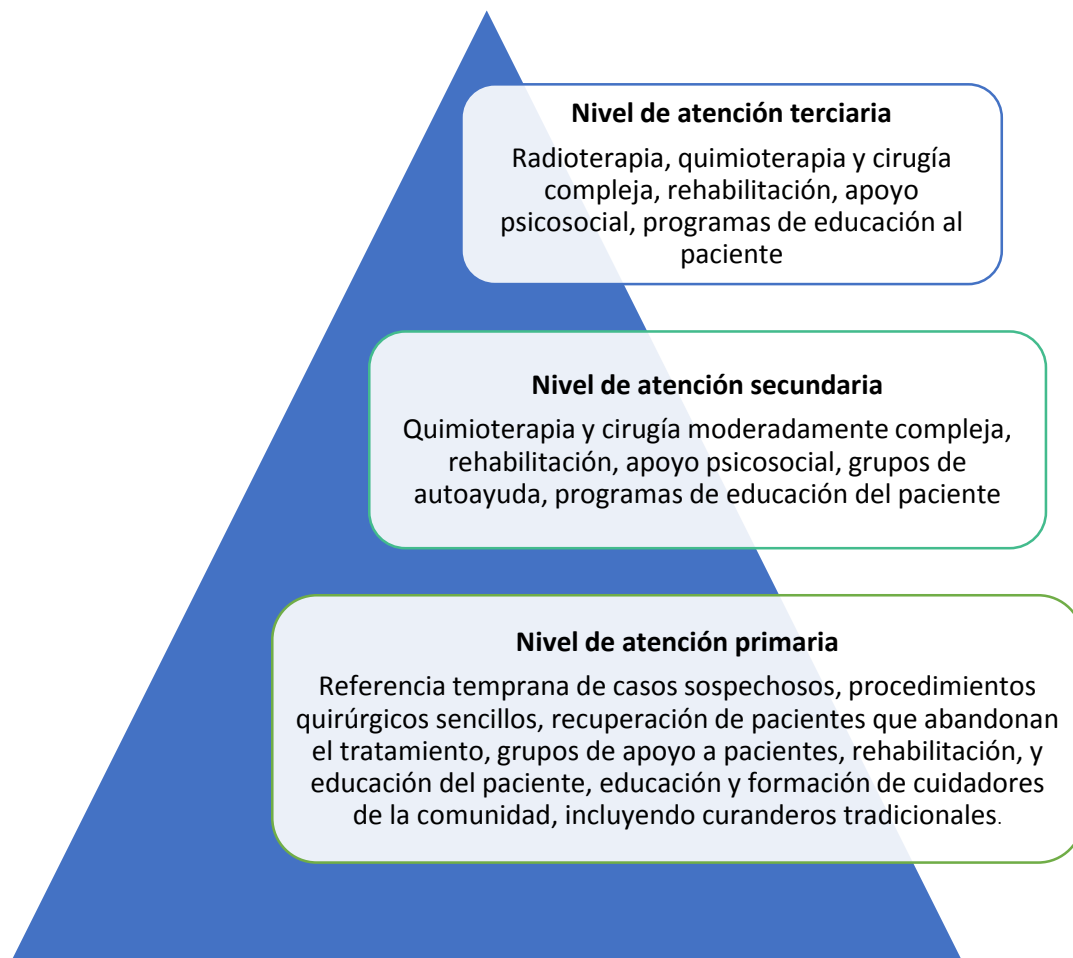 Nivel de atención terciaria
Radioterapia, quimioterapia y cirugía
compleja, rehabilitación, apoyo
psicosocial, programas de educación al
paciente
Nivel de atención secundaria
Quimioterapia y cirugía moderadamente compleja,
rehabilitación, apoyo psicosocial, grupos de
autoayuda, programas de educación del paciente
Nivel de atención primaria
Referencia temprana de casos sospechosos, procedimientos
quirúrgicos sencillos, recuperación de pacientes que abandonan
el tratamiento, grupos de apoyo a pacientes, rehabilitación, y
educación del paciente, educación y formación de cuidadores
de la comunidad, incluyendo curanderos tradicionales.